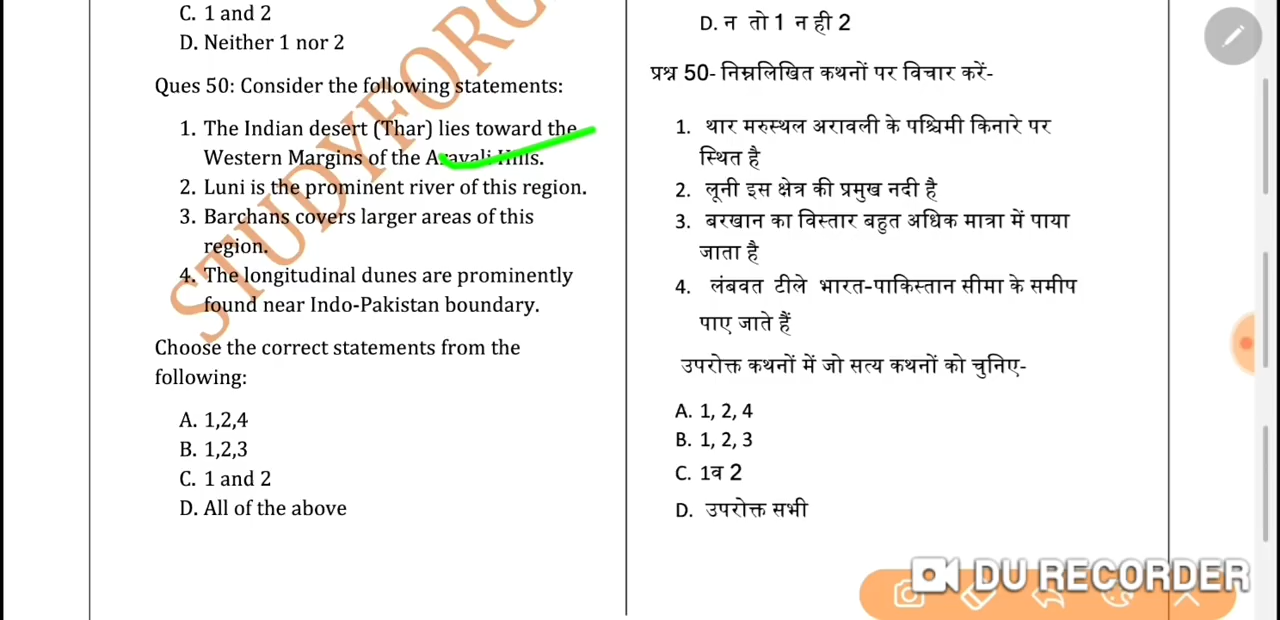 C. 1 and 2
D. Neither 1 nor 2
Ques 50: Consider the following statements:
1. The Indian desert (Thar) lies toward the
Western Margins of the Aravali Hills.
2. Luni is the prominent river of this region.
3. Barchans covers larger areas of this
region.
4. The longitudinal dunes are prominently
found near Indo-Pakistan boundary.
Choose the correct statements from the
following:
A. 1,2,4
B. 1,2,3
C. 1 and 2
D. All of the above
D. न तो 1 न ही 2
प्रश्न 50- निम्नलिखित कथनों पर विचार करें-
1. थार मरुस्थल अरावली के पश्चिमी किनारे पर
स्थित है
2. लूनी इस क्षेत्र की प्रमुख नदी है
3. बरखान का विस्तार बहुत अधिक मात्रा में पाया
जाता है
4. लंबवत टीले भारत-पाकिस्तान सीमा के समीप
पाए जाते हैं
उपरोक्त कथनों में जो सत्य कथनों को चुनिए-
A. 1, 2, 4
B. 1, 2, 3
C. 1व 2
D. उपरोक्त सभी
STUDYFORC
DU RECORDER